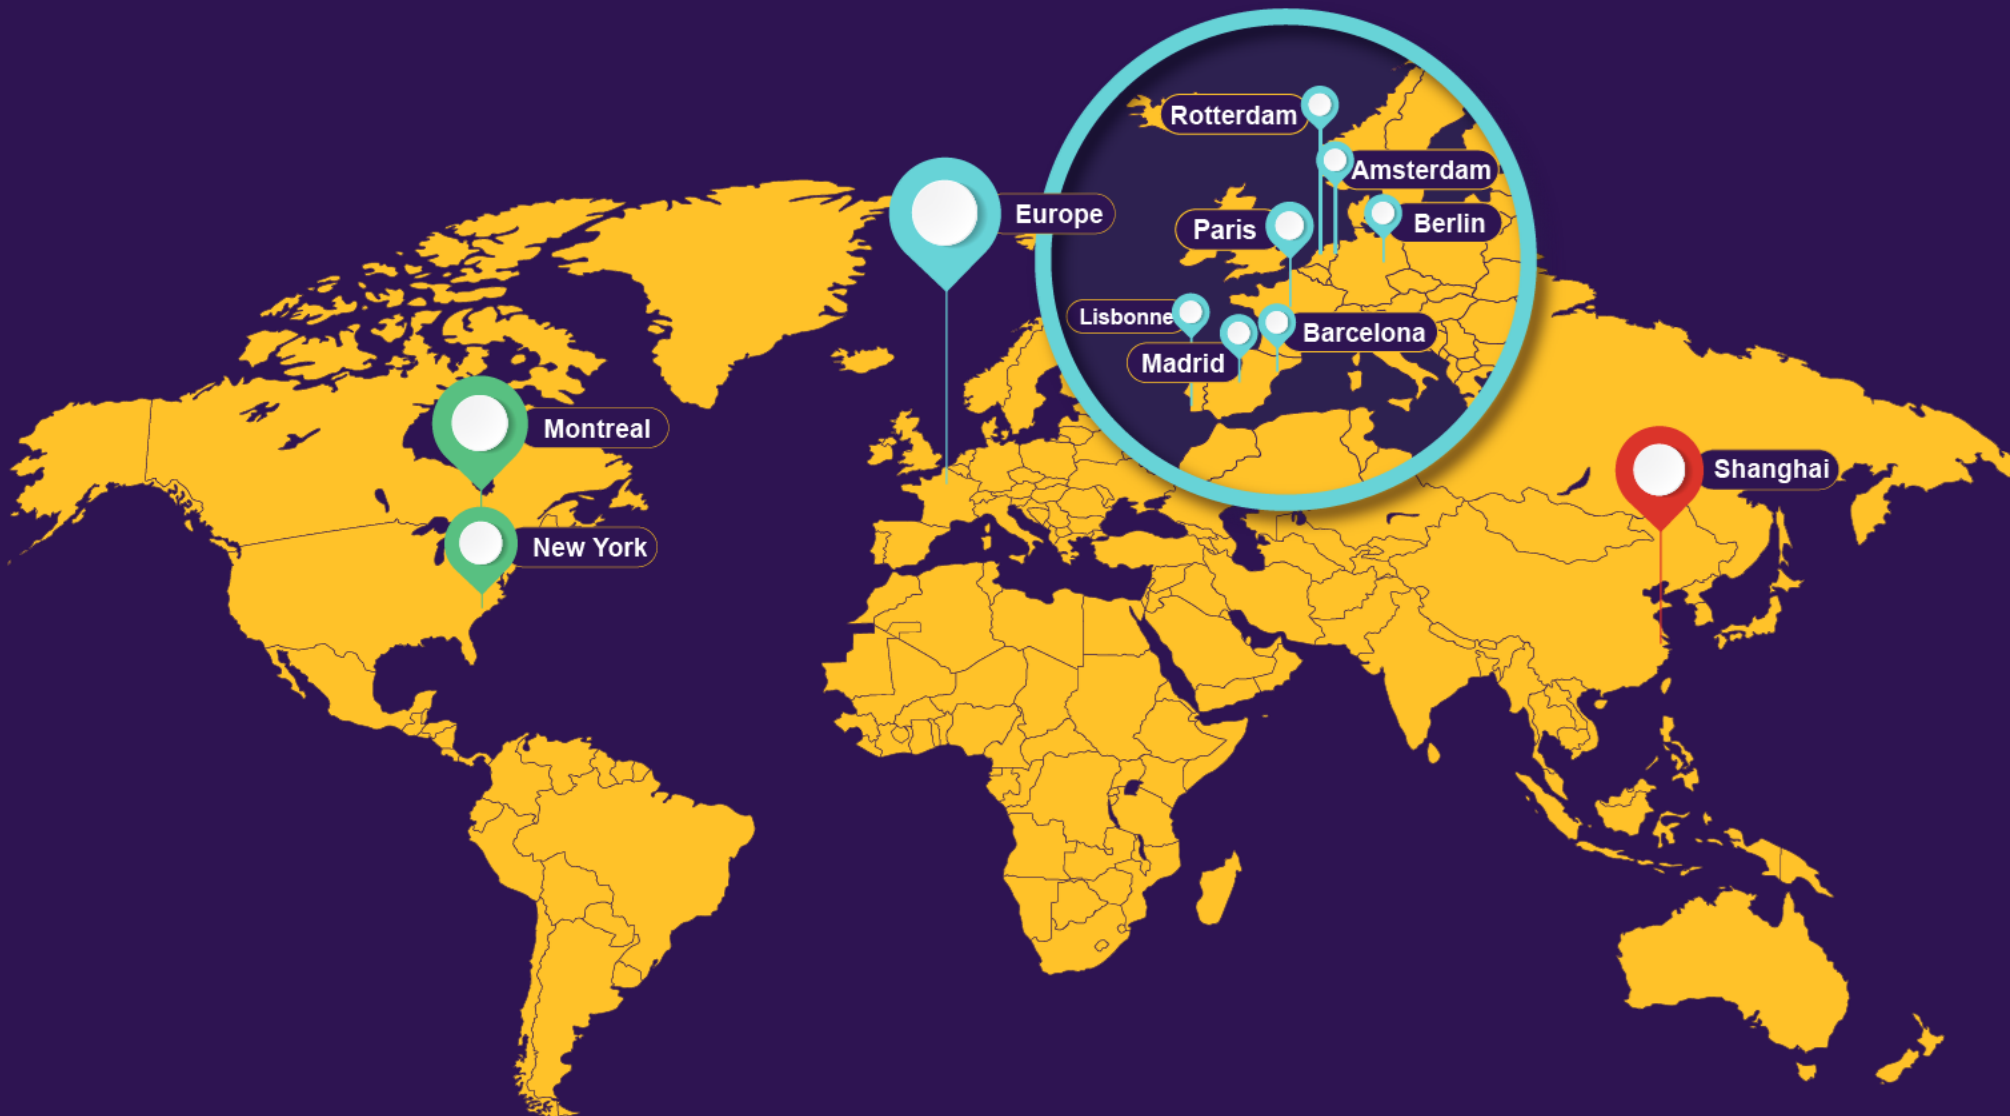 Rotterdam
Amsterdam
Europe
Paris
Berlin
Lisbonne
Barcelona
Madrid
Montreal
Shanghai
New York